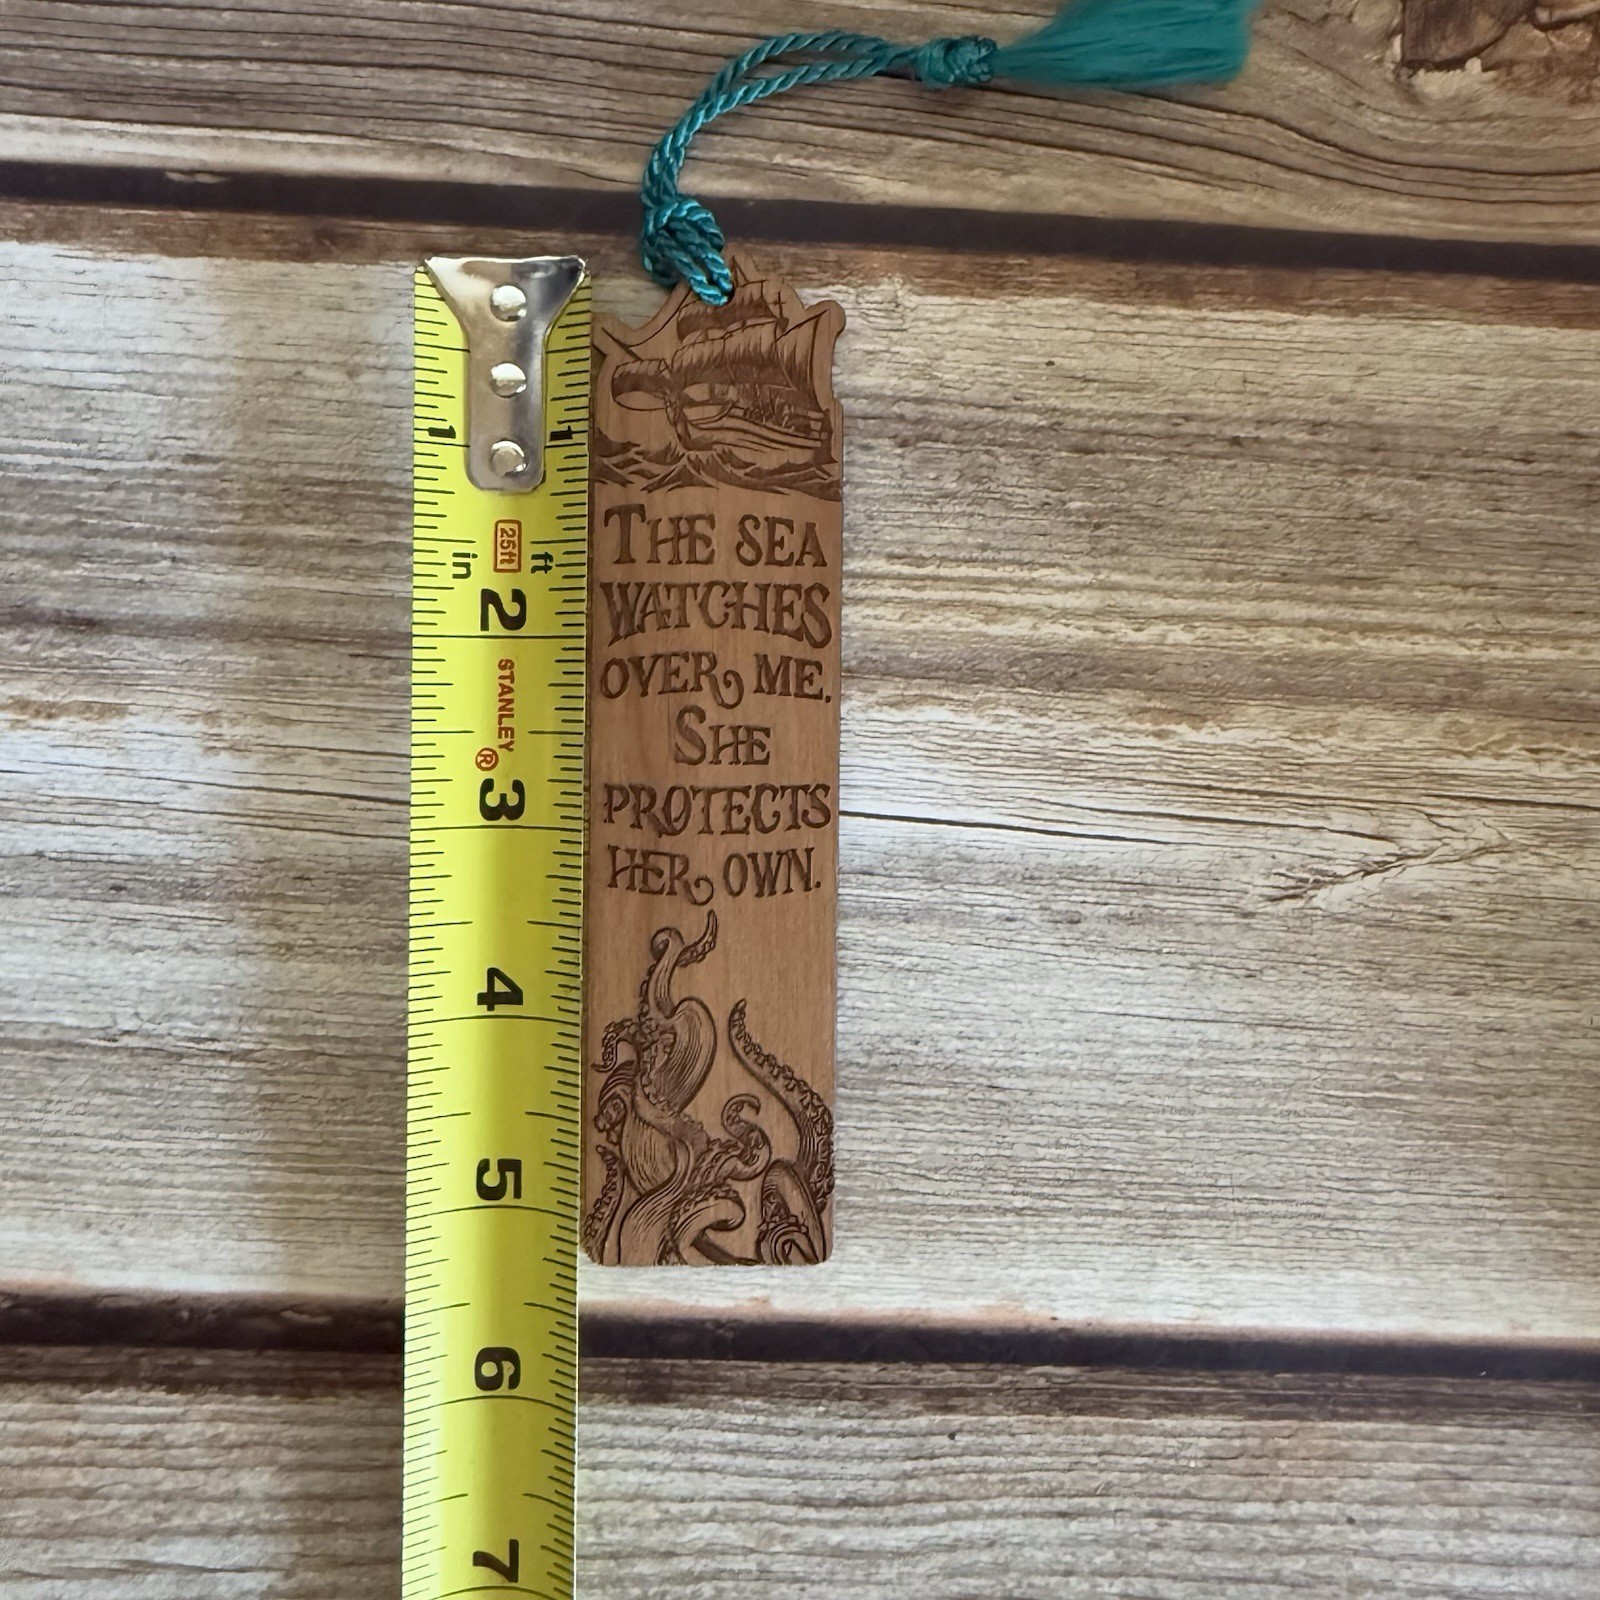 THE SEA
WATCHES
OVER ME.
SHE
PROTECTS
HER OWN.
1 1
25ft
in ft
2
STANLEY®
3
4
5
6
7